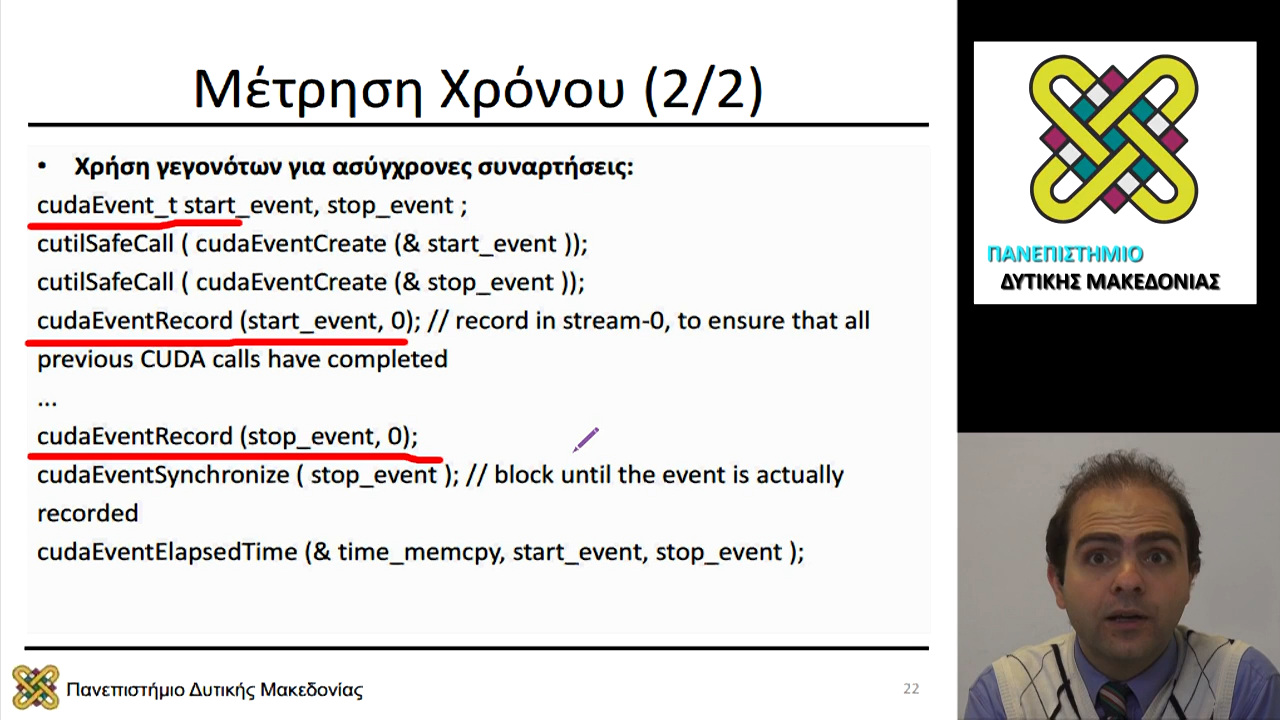 Μέτρηση Χρόνου (2/2)
• Χρήση γεγονότων για ασύγχρονες συναρτήσεις:
cudaEvent_t start_event, stop_event ;
cutilSafeCall ( cudaEventCreate (& start_event ));
cutilSafeCall ( cudaEventCreate (& stop_event ));
cudaEventRecord (start_event, 0); // record in stream-0, to ensure that all
previous CUDA calls have completed
...
cudaEventRecord (stop_event, 0);
cudaEventSynchronize ( stop_event ); // block until the event is actually
recorded
cudaEventElapsedTime (& time_memcpy, start_event, stop_event );
Πανεπιστήμιο Δυτικής Μακεδονίας
22
ΠΑΝΕΠΙΣΤΗΜΙΟ
ΔΥΤΙΚΗΣ ΜΑΚΕΔΟΝΙΑΣ